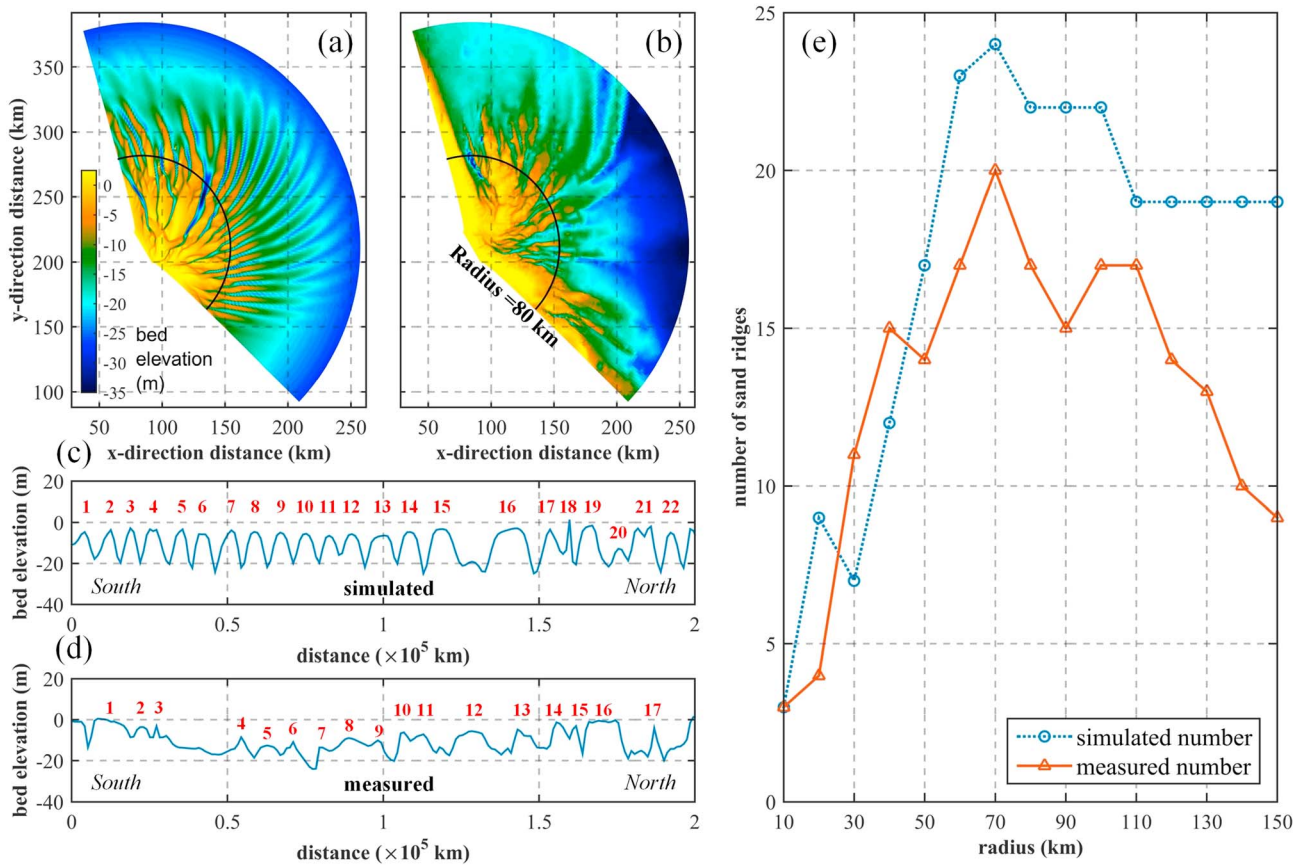 (a)
y-direction distance (km)
350
300
250
200
150
100
0
-5
-10
-15
-20
-25
-30
-35
bed
elevation
(m)
50 100 150 200 250
x-direction distance (km)
(b)
Radius =80 km
50 100 150 200 250
x-direction distance (km)
(c)
bed elevation (m)
20
0
-20
-40
1 2 3 4 5 6 7 8 9 10 11 12 13 14 15 16 17 18 19
20
21 22
South simulated North
0 0.5 1 1.5 2
distance (×10⁵ km)
(d)
bed elevation (m)
20
0
-20
-40
1 2 3 4 5 6 7 8 9 10 11 12 13 14 15 16 17
South measured North
0 0.5 1 1.5 2
distance (×10⁵ km)
(e)
number of sand ridges
25
20
15
10
5
0
simulated number
measured number
10 30 50 70 90 110 130 150
radius (km)